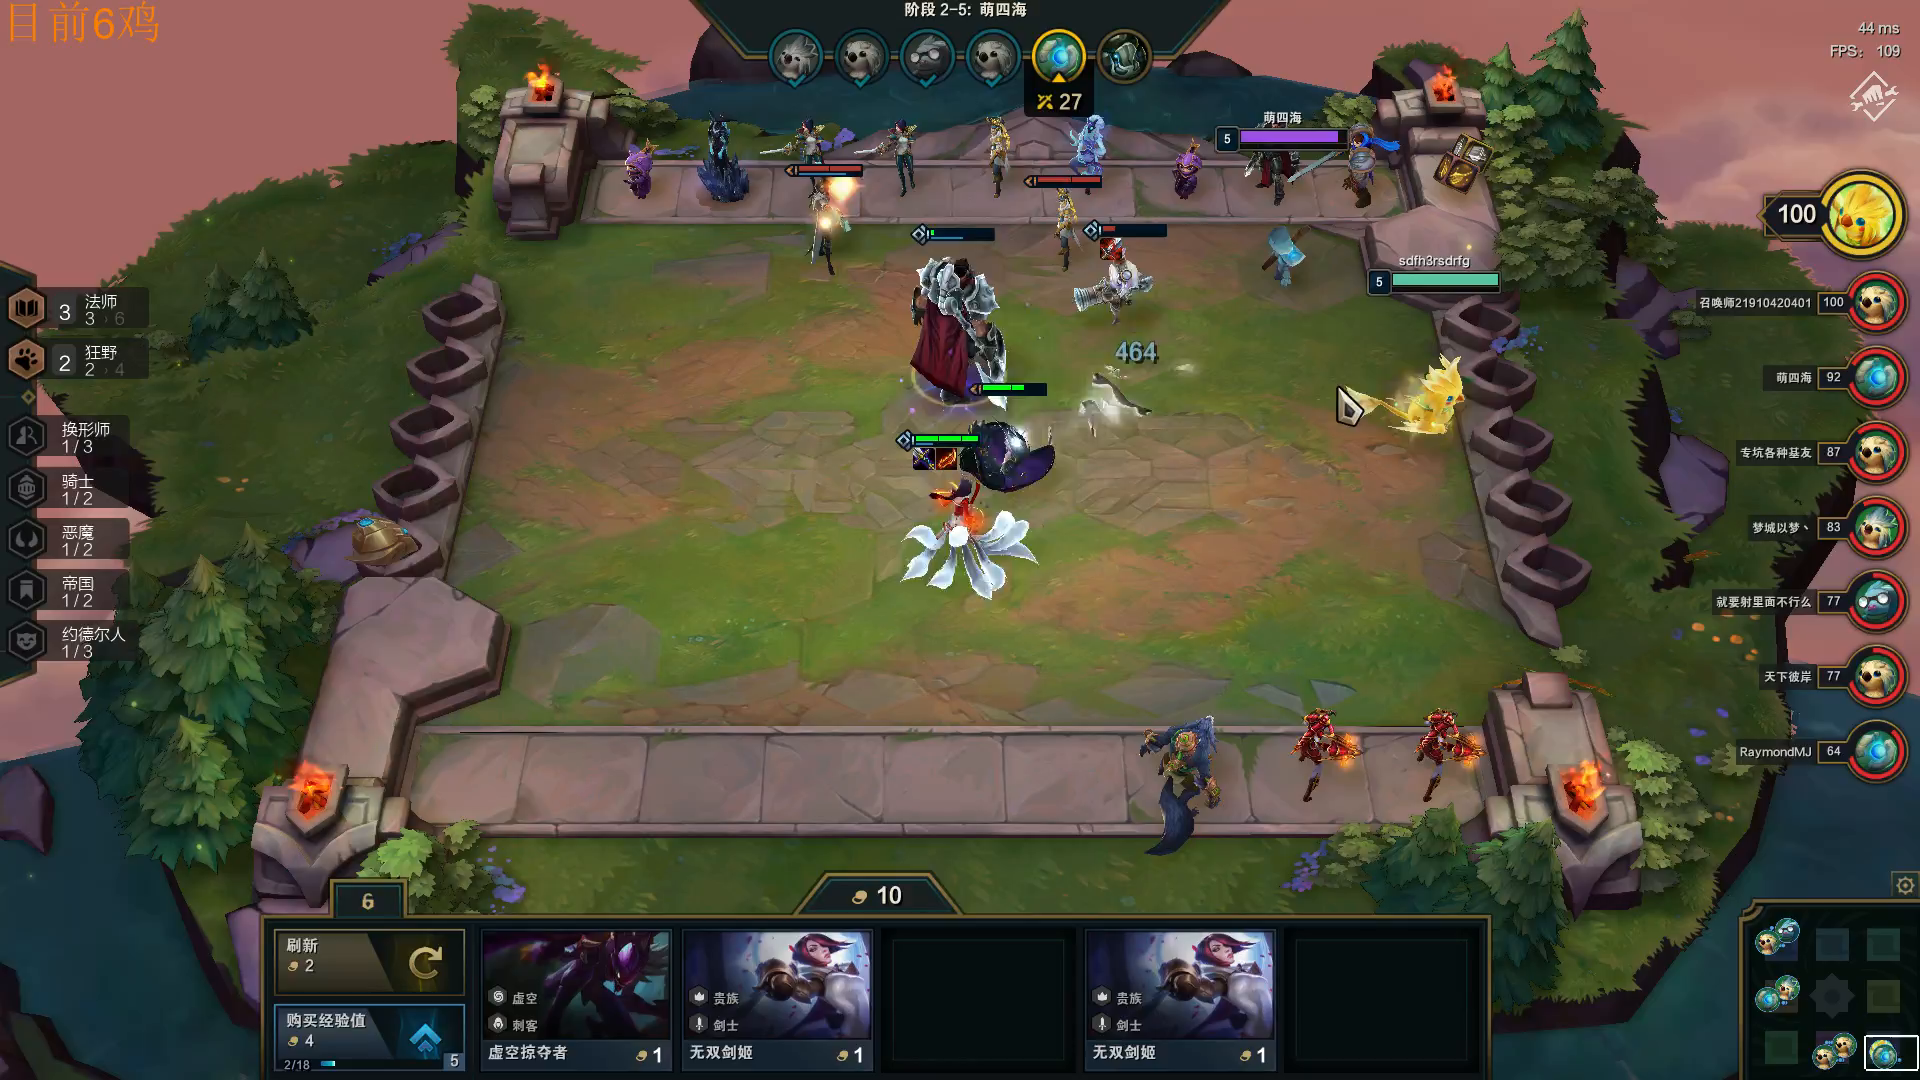 目前6鸡
阶段 2-5: 萌四海
27
44 ms
FPS: 109
萌四海
5
sdfh3rsdrfg
5
464
100
召唤师21910420401 100
萌四海 92
专坑各种基友 87
梦城以梦丶 83
就要射里面不行么 77
天下彼岸 77
RaymondMJ 64
3 法师
3 › 6
2 狂野
2 › 4
换形师
1 / 3
骑士
1 / 2
恶魔
1 / 2
帝国
1 / 2
约德尔人
1 / 3
6
10
刷新
2
购买经验值
4
2/18
5
虚空
刺客
虚空掠夺者 1
贵族
剑士
无双剑姬 1
贵族
剑士
无双剑姬 1